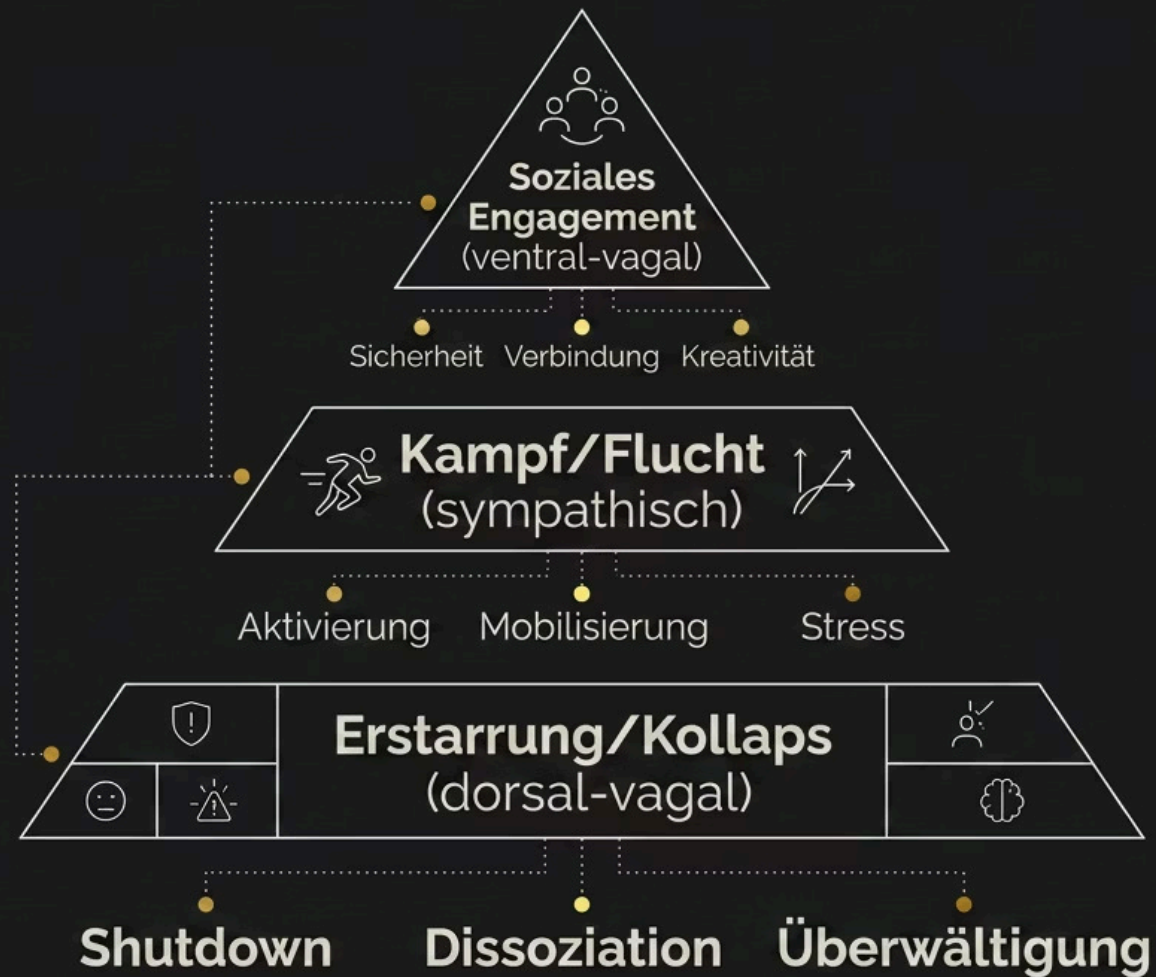 Soziales
Engagement
(ventral-vagal)
Sicherheit Verbindung Kreativität
Kampf/Flucht
(sympathisch)
Aktivierung Mobilisierung Stress
Erstarrung/Kollaps
(dorsal-vagal)
Shutdown Dissoziation Überwältigung